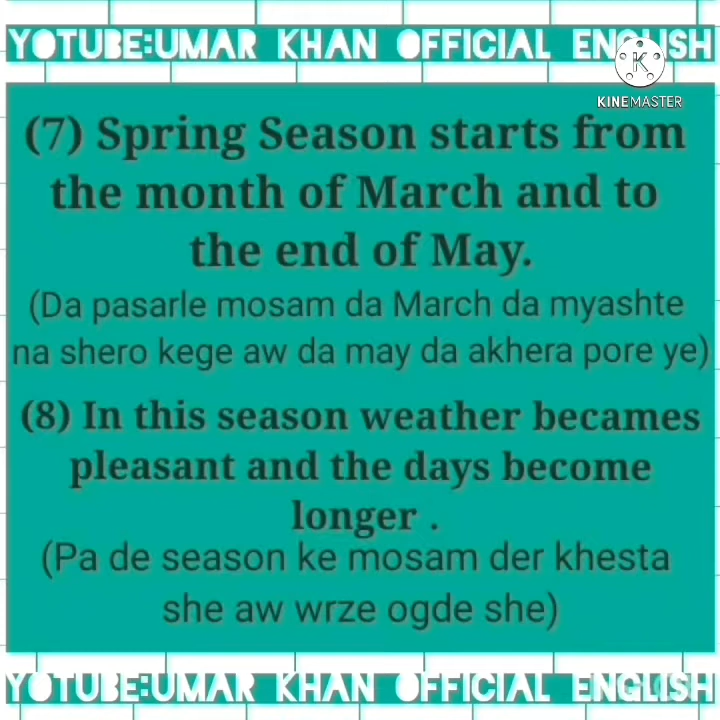 YOTUBE:UMAR KHAN OFFICIAL ENGLISH
K
KINEMASTER
(7) Spring Season starts from
the month of March and to
the end of May.
(Da pasarle mosam da March da myashte
na shero kege aw da may da akhera pore ye)
(8) In this season weather becames
pleasant and the days become
longer .
(Pa de season ke mosam der khesta
she aw wrze ogde she)
YOTUBE:UMAR KHAN OFFICIAL ENGLISH